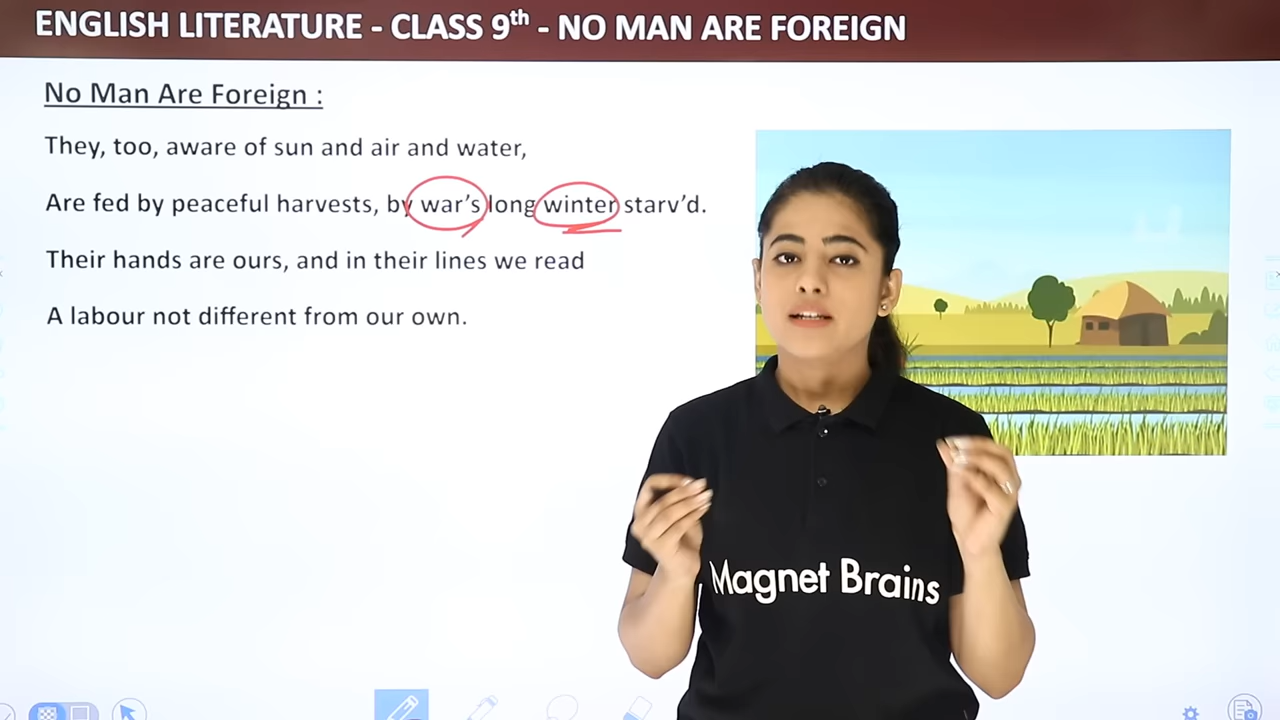 ENGLISH LITERATURE - CLASS 9th - NO MAN ARE FOREIGN
No Man Are Foreign :
They, too, aware of sun and air and water,
Are fed by peaceful harvests, by war’s long winter starv’d.
Their hands are ours, and in their lines we read
A labour not different from our own.
Magnet Brains